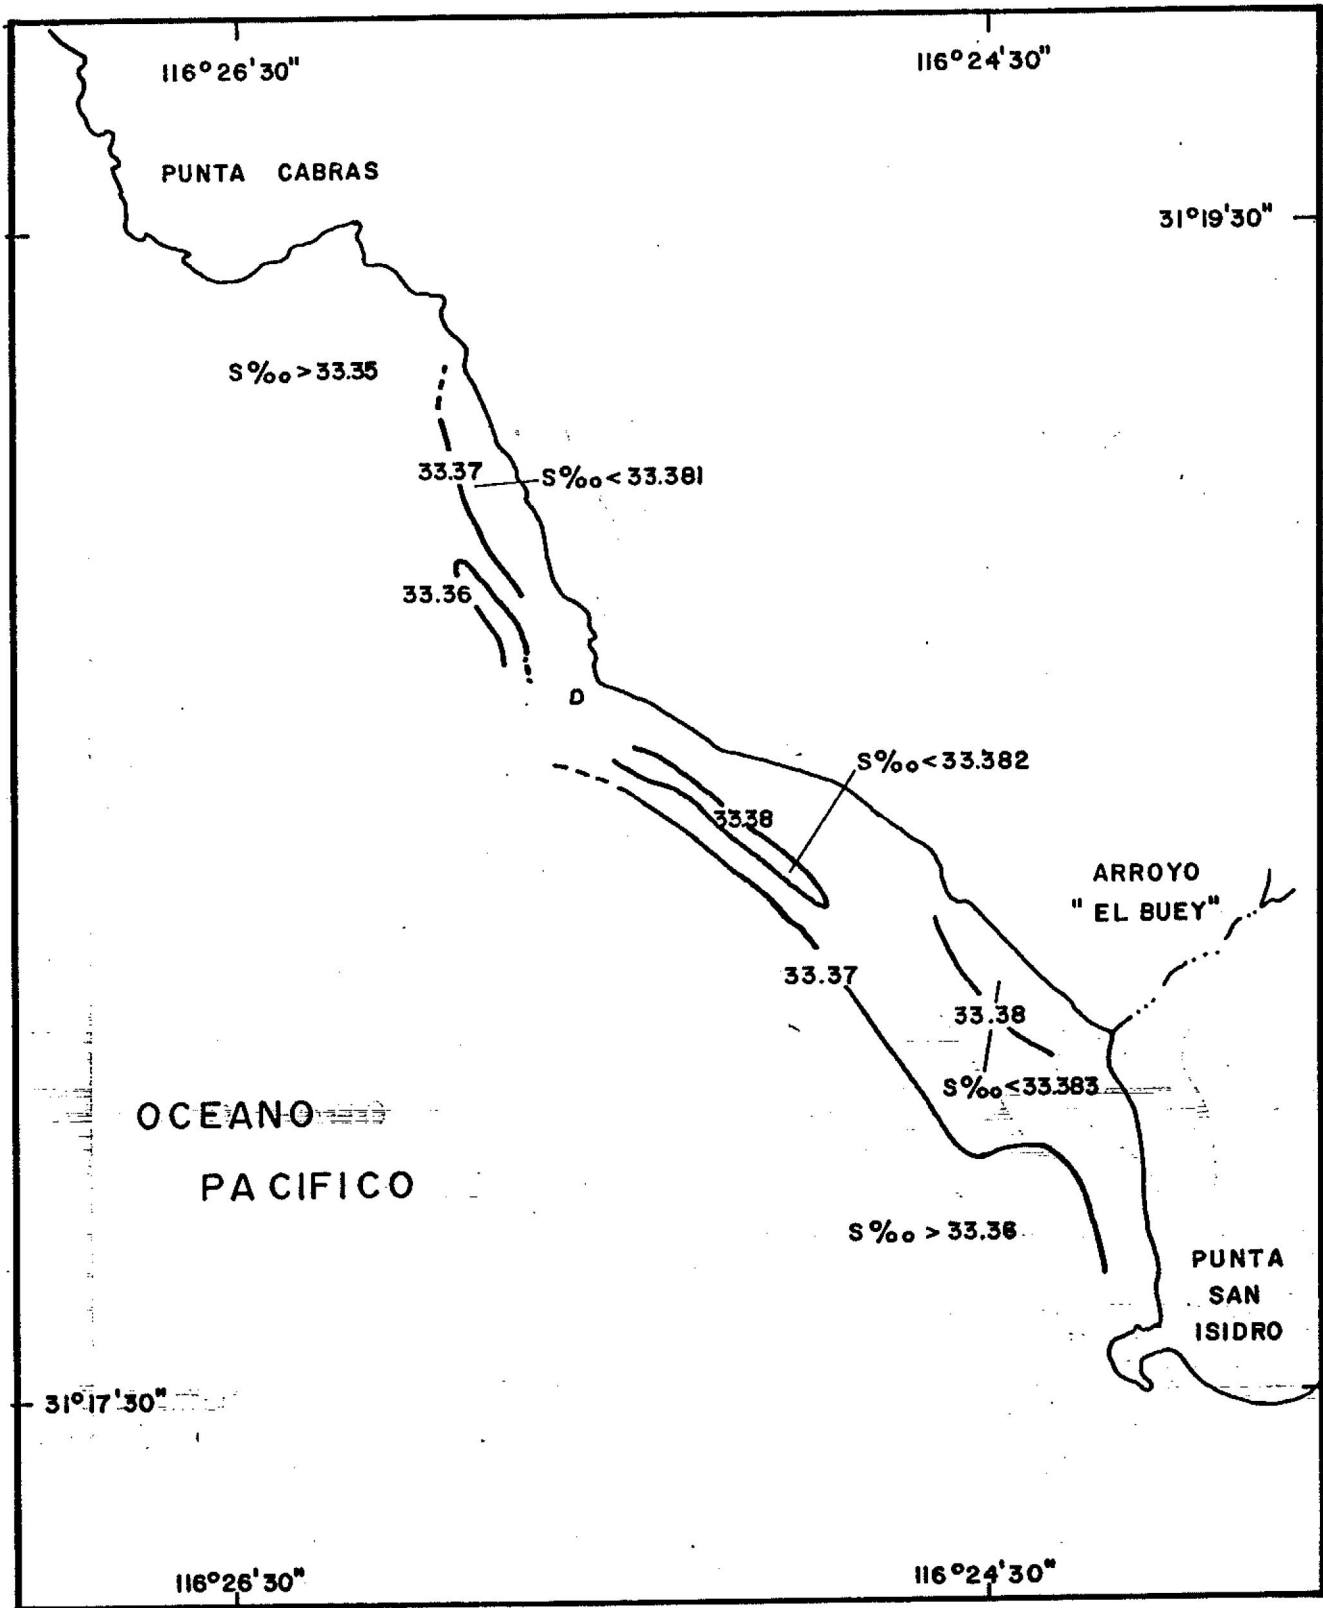 116°26'30"
116°24'30"
PUNTA CABRAS
31°19'30"
S‰>33.35
33.37
S‰<33.381
33.36
D
S‰<33.382
33.38
ARROYO
"EL BUEY"
33.37
33.38
S‰<33.383
OCEANO
PACIFICO
S‰>33.36
PUNTA
SAN
ISIDRO
31°17'30"
116°26'30"
116°24'30"